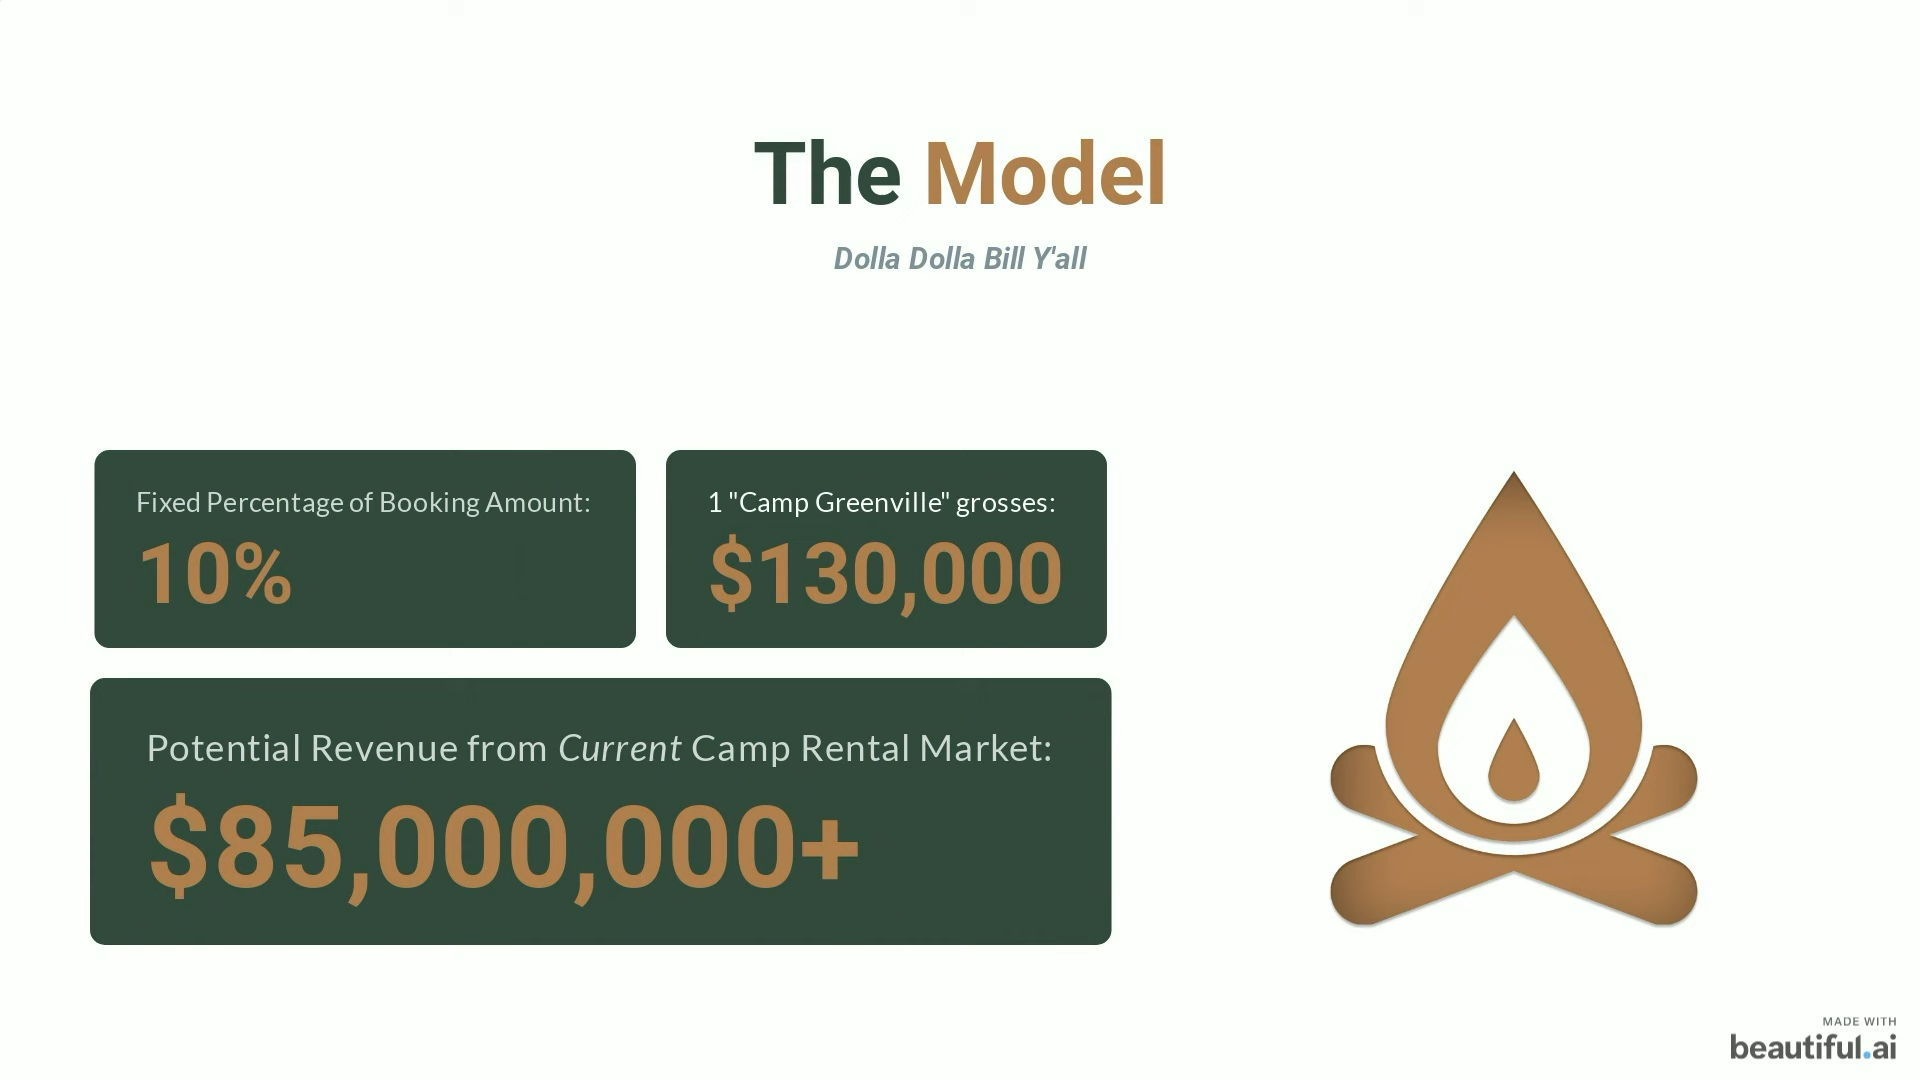 The Model
Dolla Dolla Bill Y'all
Fixed Percentage of Booking Amount:
10%
1 "Camp Greenville" grosses:
$130,000
Potential Revenue from Current Camp Rental Market:
$85,000,000+
MADE WITH
beautiful.ai